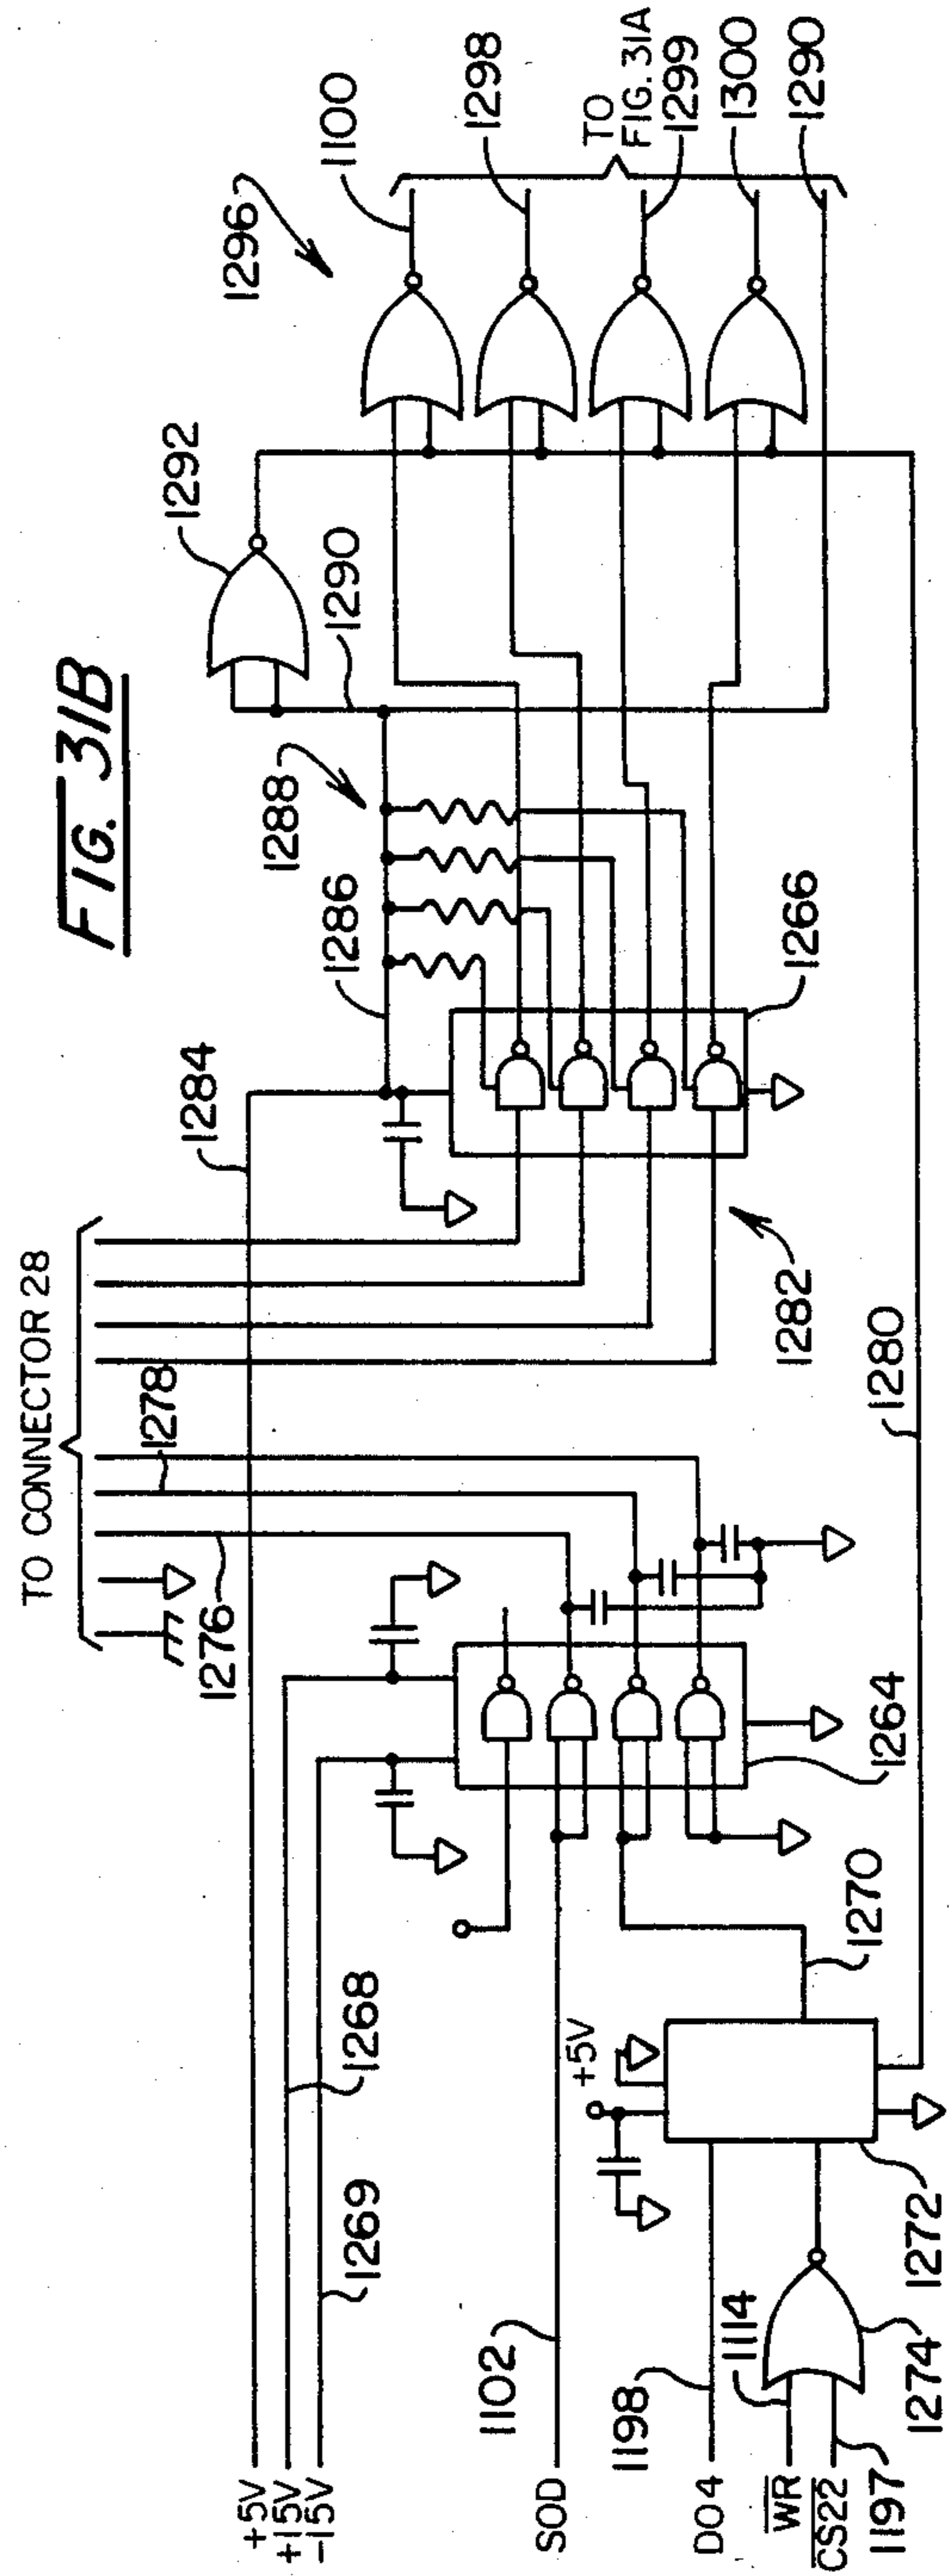 FIG. 31B
TO CONNECTOR 28
1296
1100
1298
TO
FIG. 31A
1299
1300
1290
1292
1290
1288
1286
1284
1266
1282
1280
1278
1276
1264
1270
1268
1269
+5V
1272
1274
1102
1198
1114
1197
+5V
+15V
-15V
SOD
DO4
WR
CS22